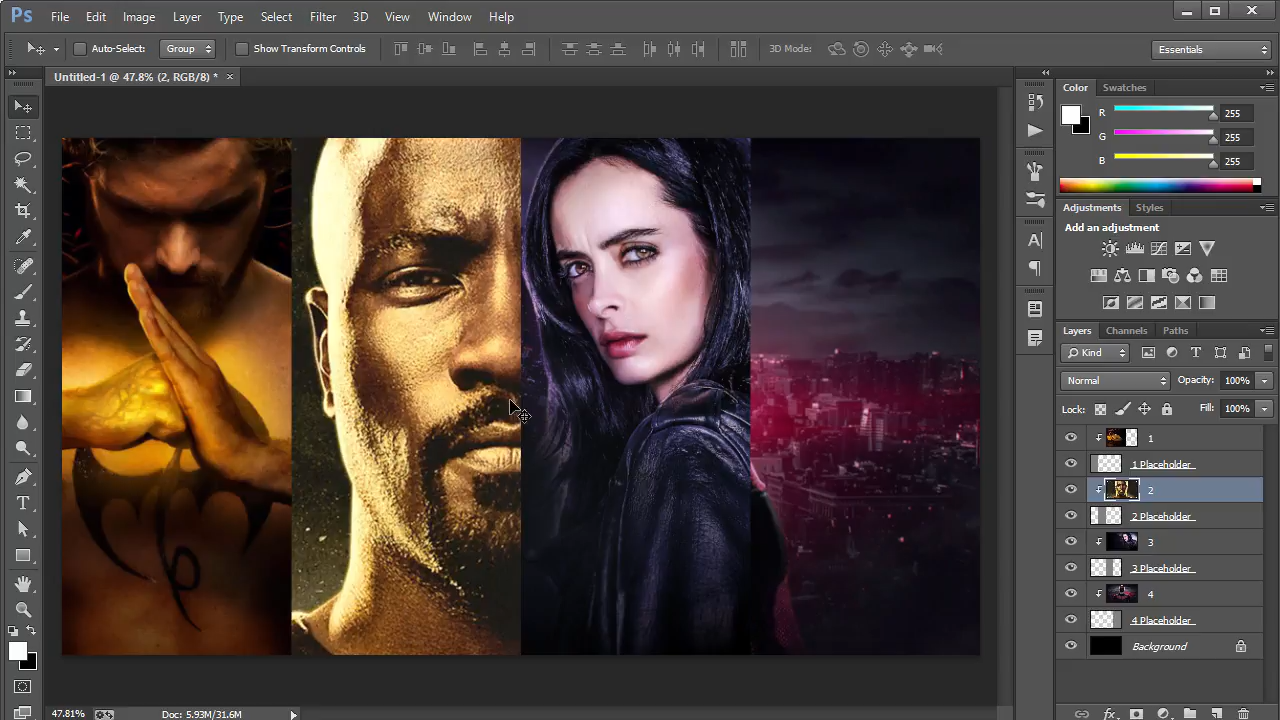 Ps File Edit Image Layer Type Select Filter 3D View Window Help
Auto-Select: Group Show Transform Controls 3D Mode: Essentials
Untitled-1 @ 47.8% (2, RGB/8) * ×
Color Swatches
R 255
G 255
B 255
Adjustments Styles
Add an adjustment
Layers Channels Paths
Kind
Normal Opacity: 100%
Lock: Fill: 100%
1
1 Placeholder
2
2 Placeholder
3
3 Placeholder
4
4 Placeholder
Background
47.81% Doc: 5.93M/31.6M
fx